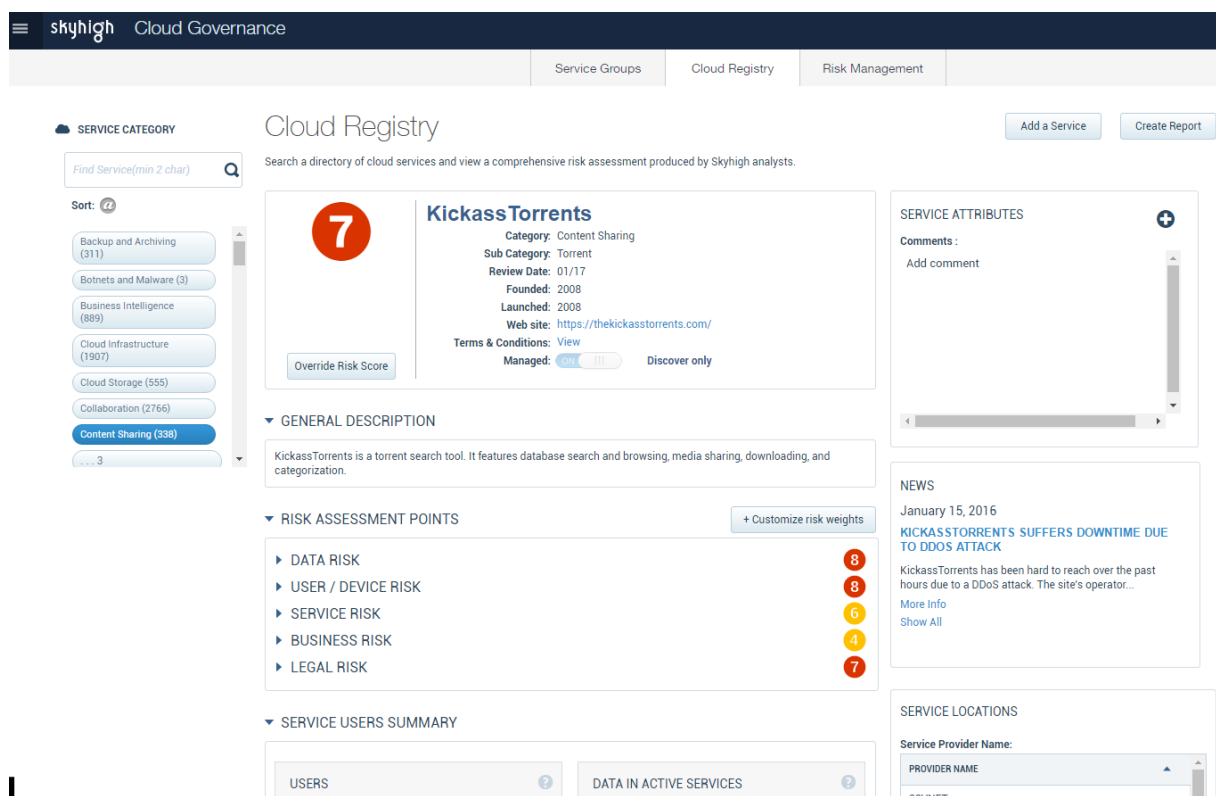 skyhigh Cloud Governance
Service Groups Cloud Registry Risk Management
SERVICE CATEGORY
Find Service(min 2 char)
Sort:
Backup and Archiving
(311)
Botnets and Malware (3)
Business Intelligence
(889)
Cloud Infrastructure
(1907)
Cloud Storage (555)
Collaboration (2766)
Content Sharing (338)
. . . 3
Cloud Registry
Add a Service
Create Report
Search a directory of cloud services and view a comprehensive risk assessment produced by Skyhigh analysts.
7
Override Risk Score
KickassTorrents
Category: Content Sharing
Sub Category: Torrent
Review Date: 01/17
Founded: 2008
Launched: 2008
Web site: https://thekickasstorrents.com/
Terms & Conditions: View
Managed: ON Discover only
GENERAL DESCRIPTION
KickassTorrents is a torrent search tool. It features database search and browsing, media sharing, downloading, and
categorization.
RISK ASSESSMENT POINTS
+ Customize risk weights
DATA RISK 8
USER / DEVICE RISK 8
SERVICE RISK 6
BUSINESS RISK 4
LEGAL RISK 7
SERVICE USERS SUMMARY
USERS ?
DATA IN ACTIVE SERVICES ?
SERVICE ATTRIBUTES
Comments :
Add comment
NEWS
January 15, 2016
KICKASSTORRENTS SUFFERS DOWNTIME DUE
TO DDOS ATTACK
KickassTorrents has been hard to reach over the past
hours due to a DDoS attack. The site's operator...
More Info
Show All
SERVICE LOCATIONS
Service Provider Name:
PROVIDER NAME